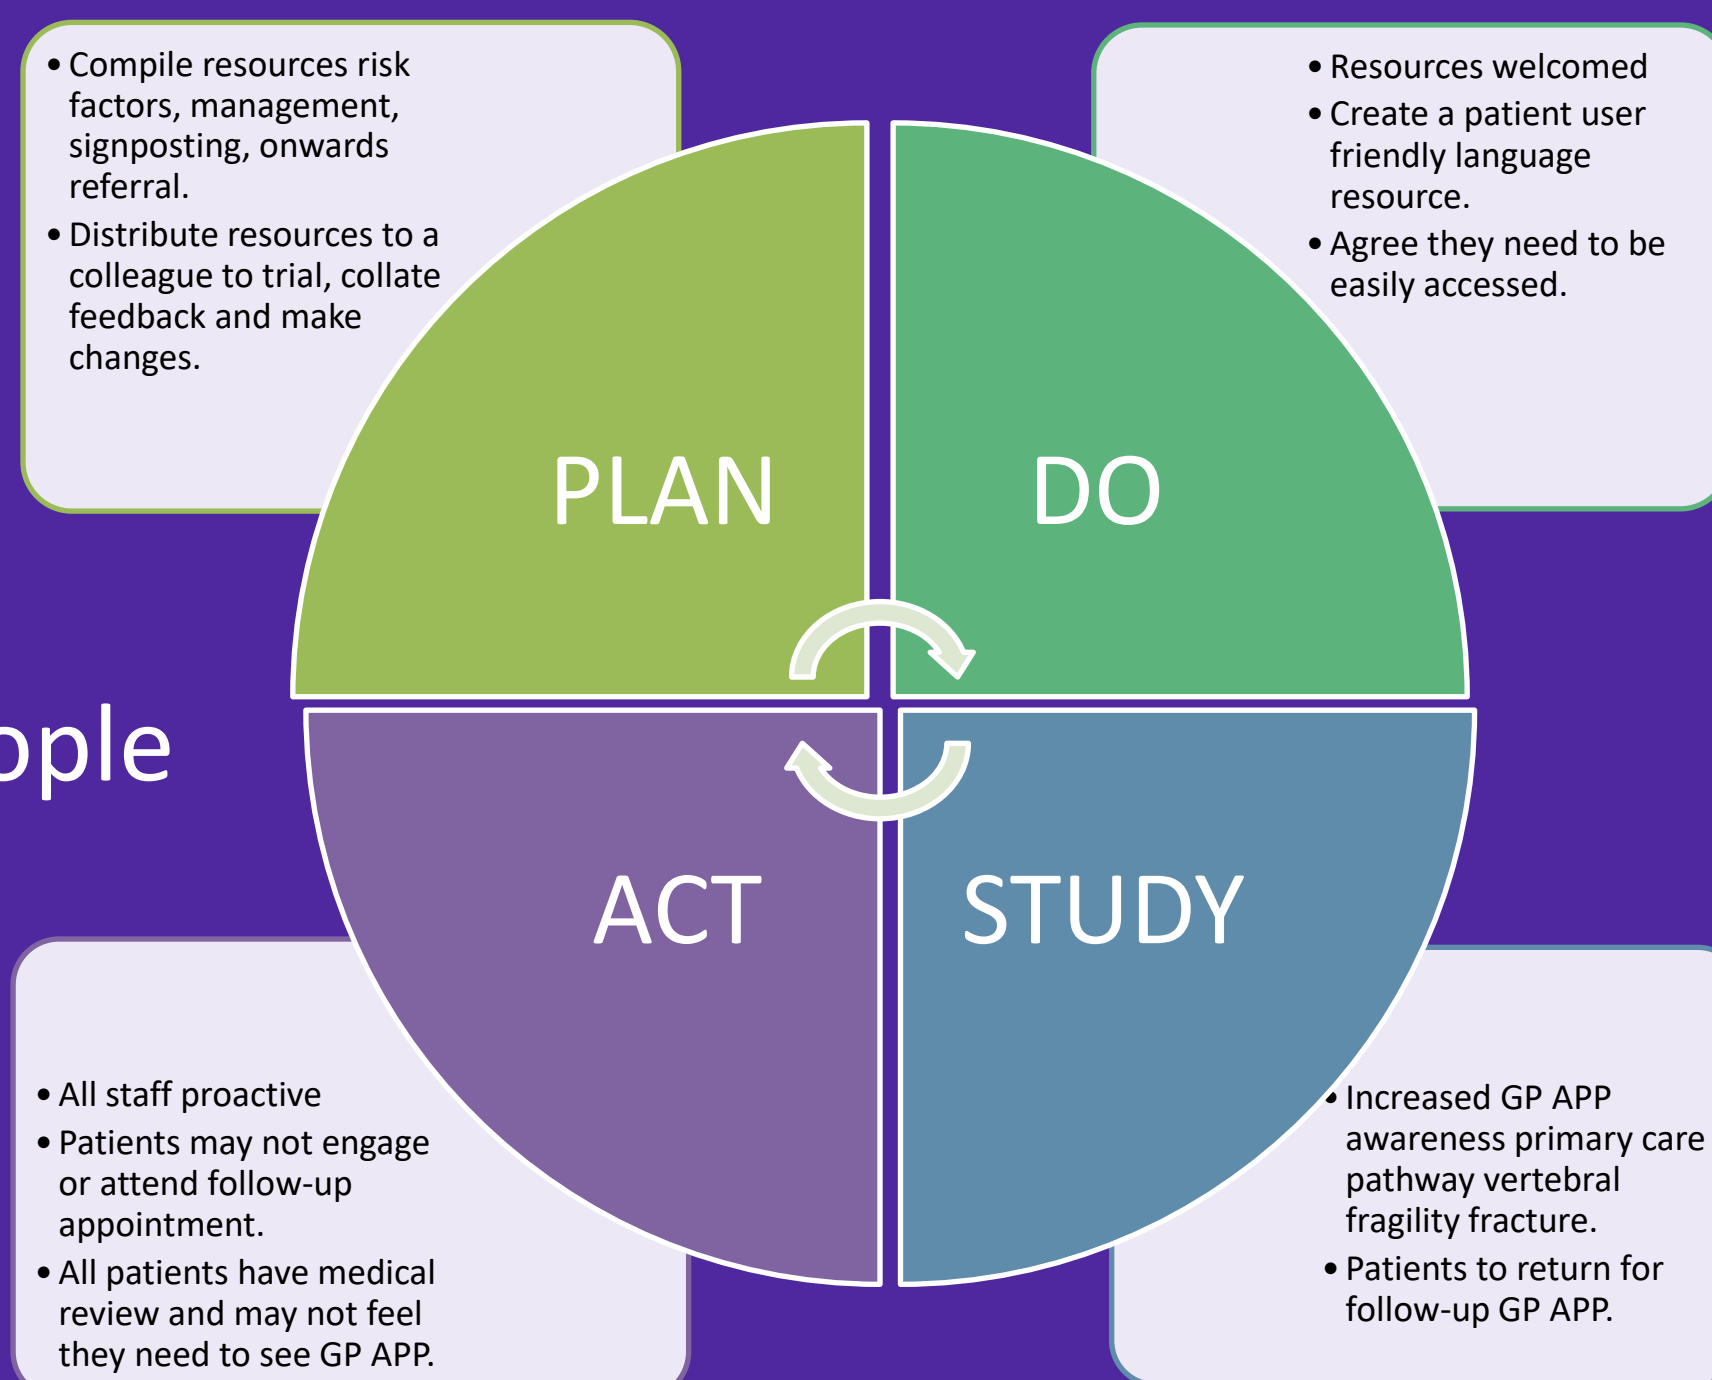 • Compile resources risk
factors, management,
signposting, onwards
referral.
• Distribute resources to a
colleague to trial, collate
feedback and make
changes.
• Resources welcomed
• Create a patient user
friendly language
resource.
• Agree they need to be
easily accessed.
PLAN
DO
ople
ACT
STUDY
• All staff proactive
• Patients may not engage
or attend follow-up
appointment.
• All patients have medical
review and may not feel
they need to see GP APP.
• Increased GP APP
awareness primary care
pathway vertebral
fragility fracture.
• Patients to return for
follow-up GP APP.